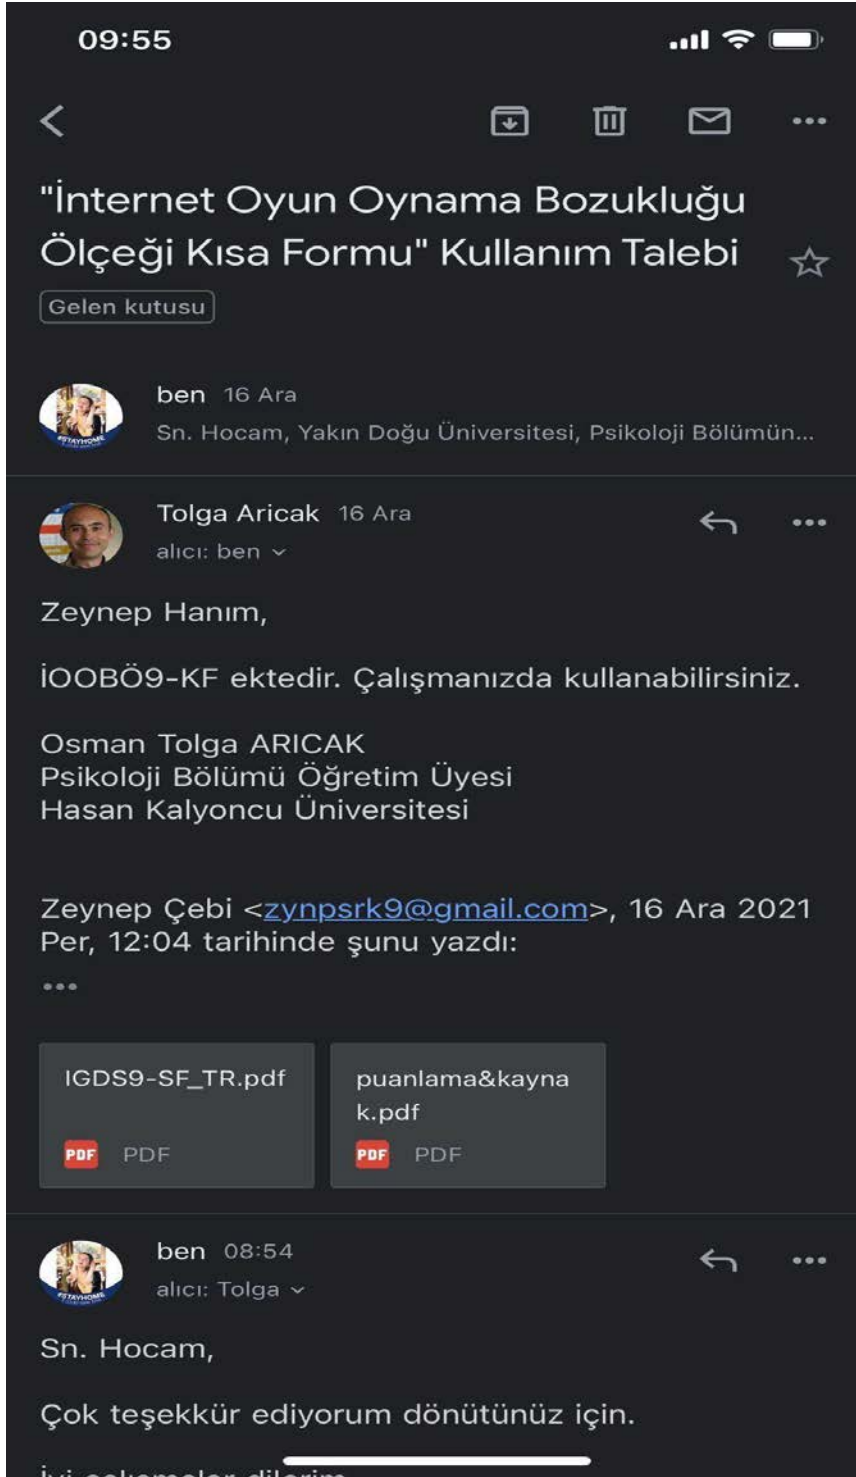 09:55
"İnternet Oyun Oynama Bozukluğu
Ölçeği Kısa Formu" Kullanım Talebi
Gelen kutusu
ben 16 Ara
Sn. Hocam, Yakın Doğu Üniversitesi, Psikoloji Bölümün...
#STAYHOME
Tolga Aricak 16 Ara
alıcı: ben
Zeynep Hanım,
İOOBÖ9-KF ektedir. Çalışmanızda kullanabilirsiniz.
Osman Tolga ARICAK
Psikoloji Bölümü Öğretim Üyesi
Hasan Kalyoncu Üniversitesi
Zeynep Çebi <zynpsrk9@gmail.com>, 16 Ara 2021
Per, 12:04 tarihinde şunu yazdı:
IGDS9-SF_TR.pdf
PDF PDF
puanlama&kayna
k.pdf
PDF PDF
ben 08:54
alıcı: Tolga
#STAYHOME
Sn. Hocam,
Çok teşekkür ediyorum dönütünüz için.